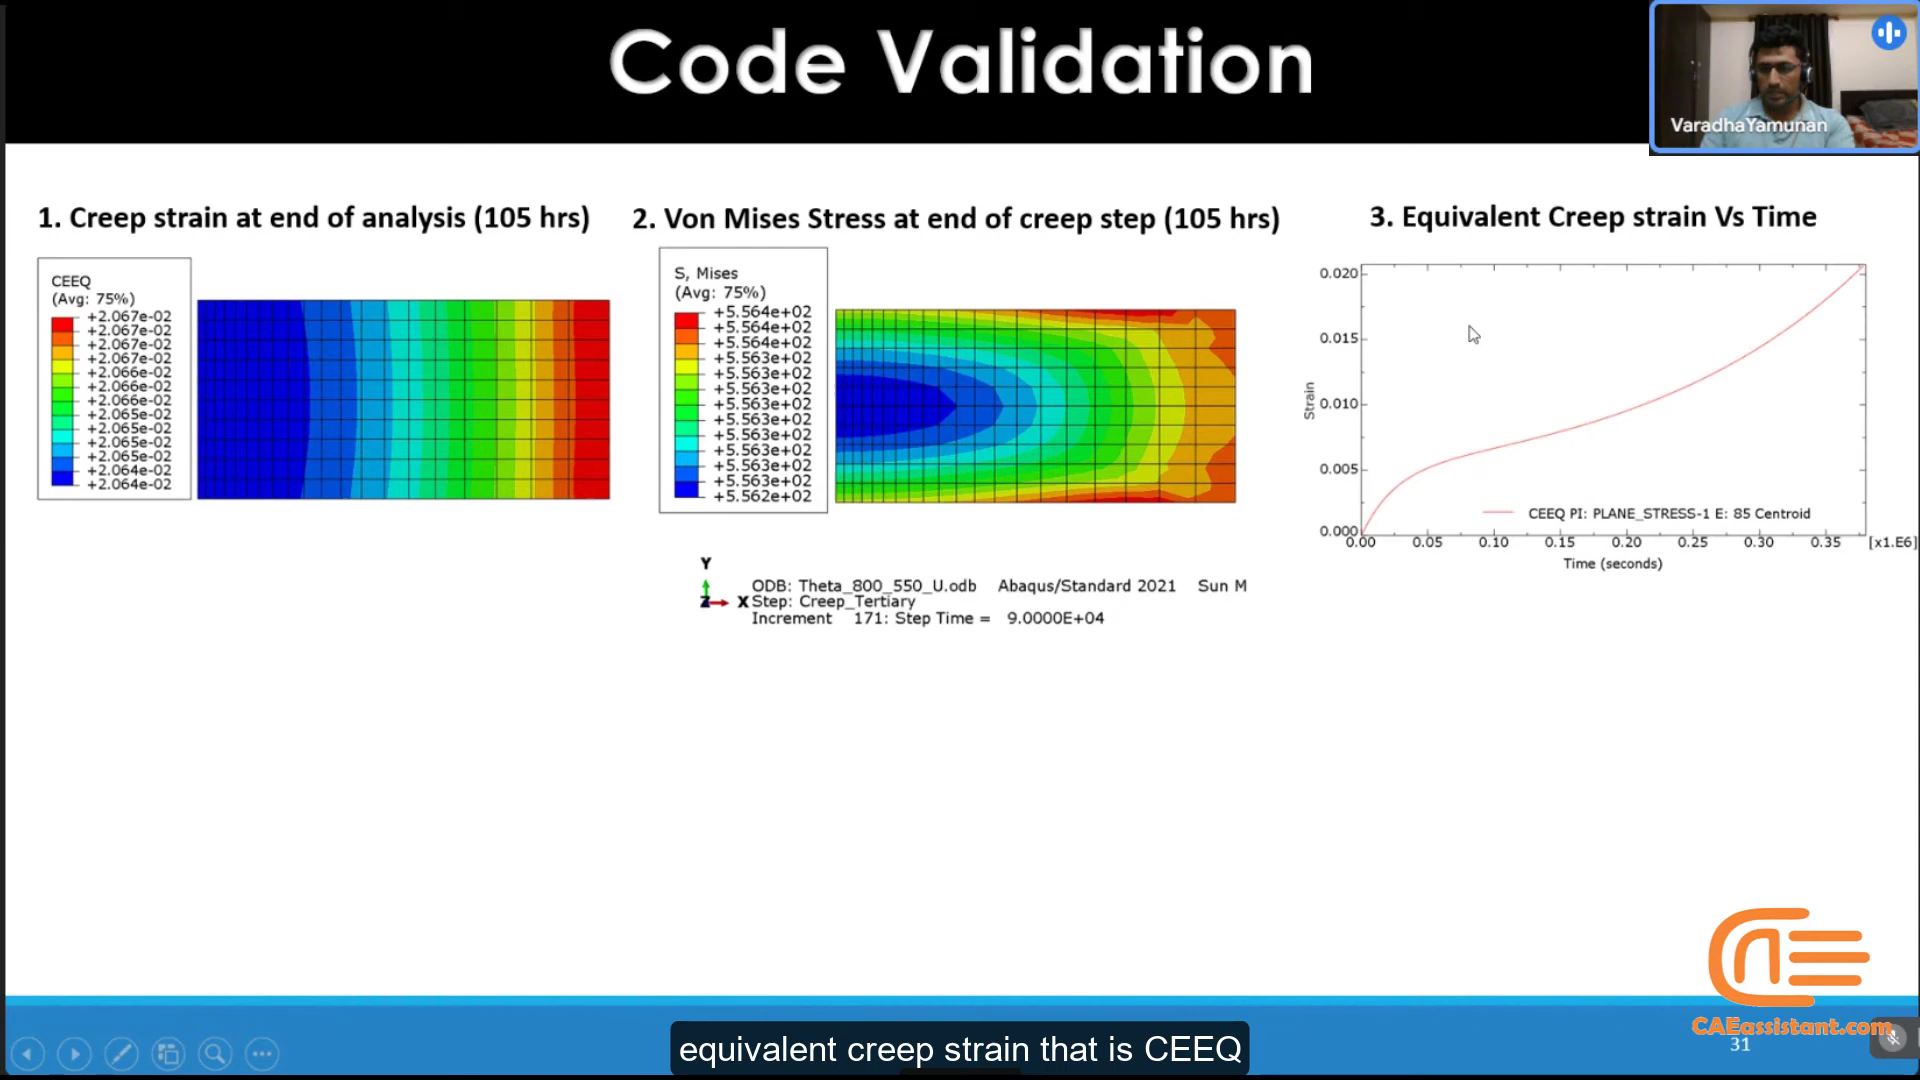 Code Validation
VaradhaYamunan
1. Creep strain at end of analysis (105 hrs)
2. Von Mises Stress at end of creep step (105 hrs)
3. Equivalent Creep strain Vs Time
CEEQ
(Avg: 75%)
+2.067e-02
+2.067e-02
+2.067e-02
+2.067e-02
+2.066e-02
+2.066e-02
+2.066e-02
+2.065e-02
+2.065e-02
+2.065e-02
+2.065e-02
+2.064e-02
+2.064e-02
S, Mises
(Avg: 75%)
+5.564e+02
+5.564e+02
+5.564e+02
+5.563e+02
+5.563e+02
+5.563e+02
+5.563e+02
+5.563e+02
+5.563e+02
+5.563e+02
+5.563e+02
+5.563e+02
+5.562e+02
0.020
0.015
0.010
0.005
0.000
Strain
CEEQ PI: PLANE_STRESS-1 E: 85 Centroid
0.00 0.05 0.10 0.15 0.20 0.25 0.30 0.35 [x1.E6]
Time (seconds)
Y
Z X
ODB: Theta_800_550_U.odb Abaqus/Standard 2021 Sun M
Step: Creep_Tertiary
Increment 171: Step Time = 9.0000E+04
CAEassistant.com
31
equivalent creep strain that is CEEQ